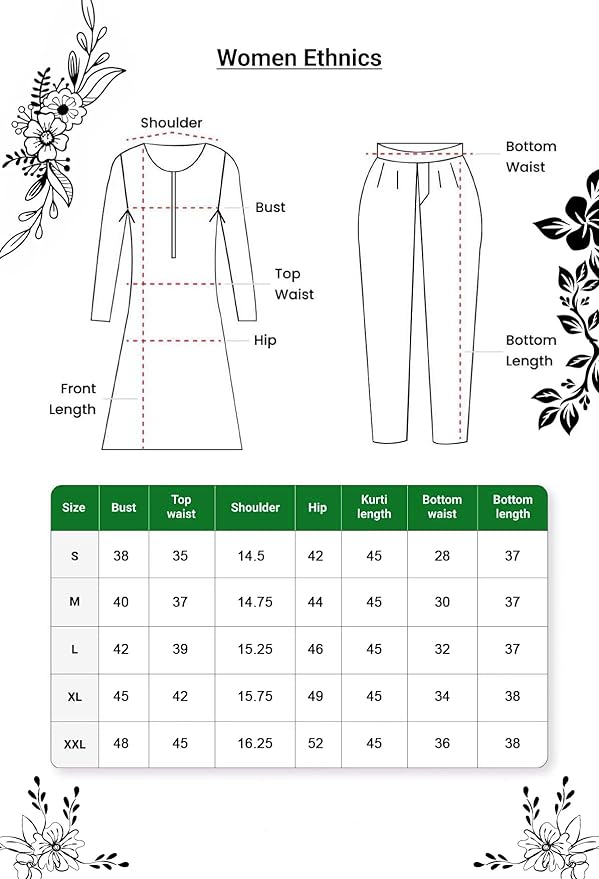 Women Ethnics
Shoulder
Bottom
Waist
Bust
Top
Waist
Hip
Bottom
Length
Front
Length
Size Bust Top waist Shoulder Hip Kurti length Bottom waist Bottom length
S 38 35 14.5 42 45 28 37
M 40 37 14.75 44 45 30 37
L 42 39 15.25 46 45 32 37
XL 45 42 15.75 49 45 34 38
XXL 48 45 16.25 52 45 36 38